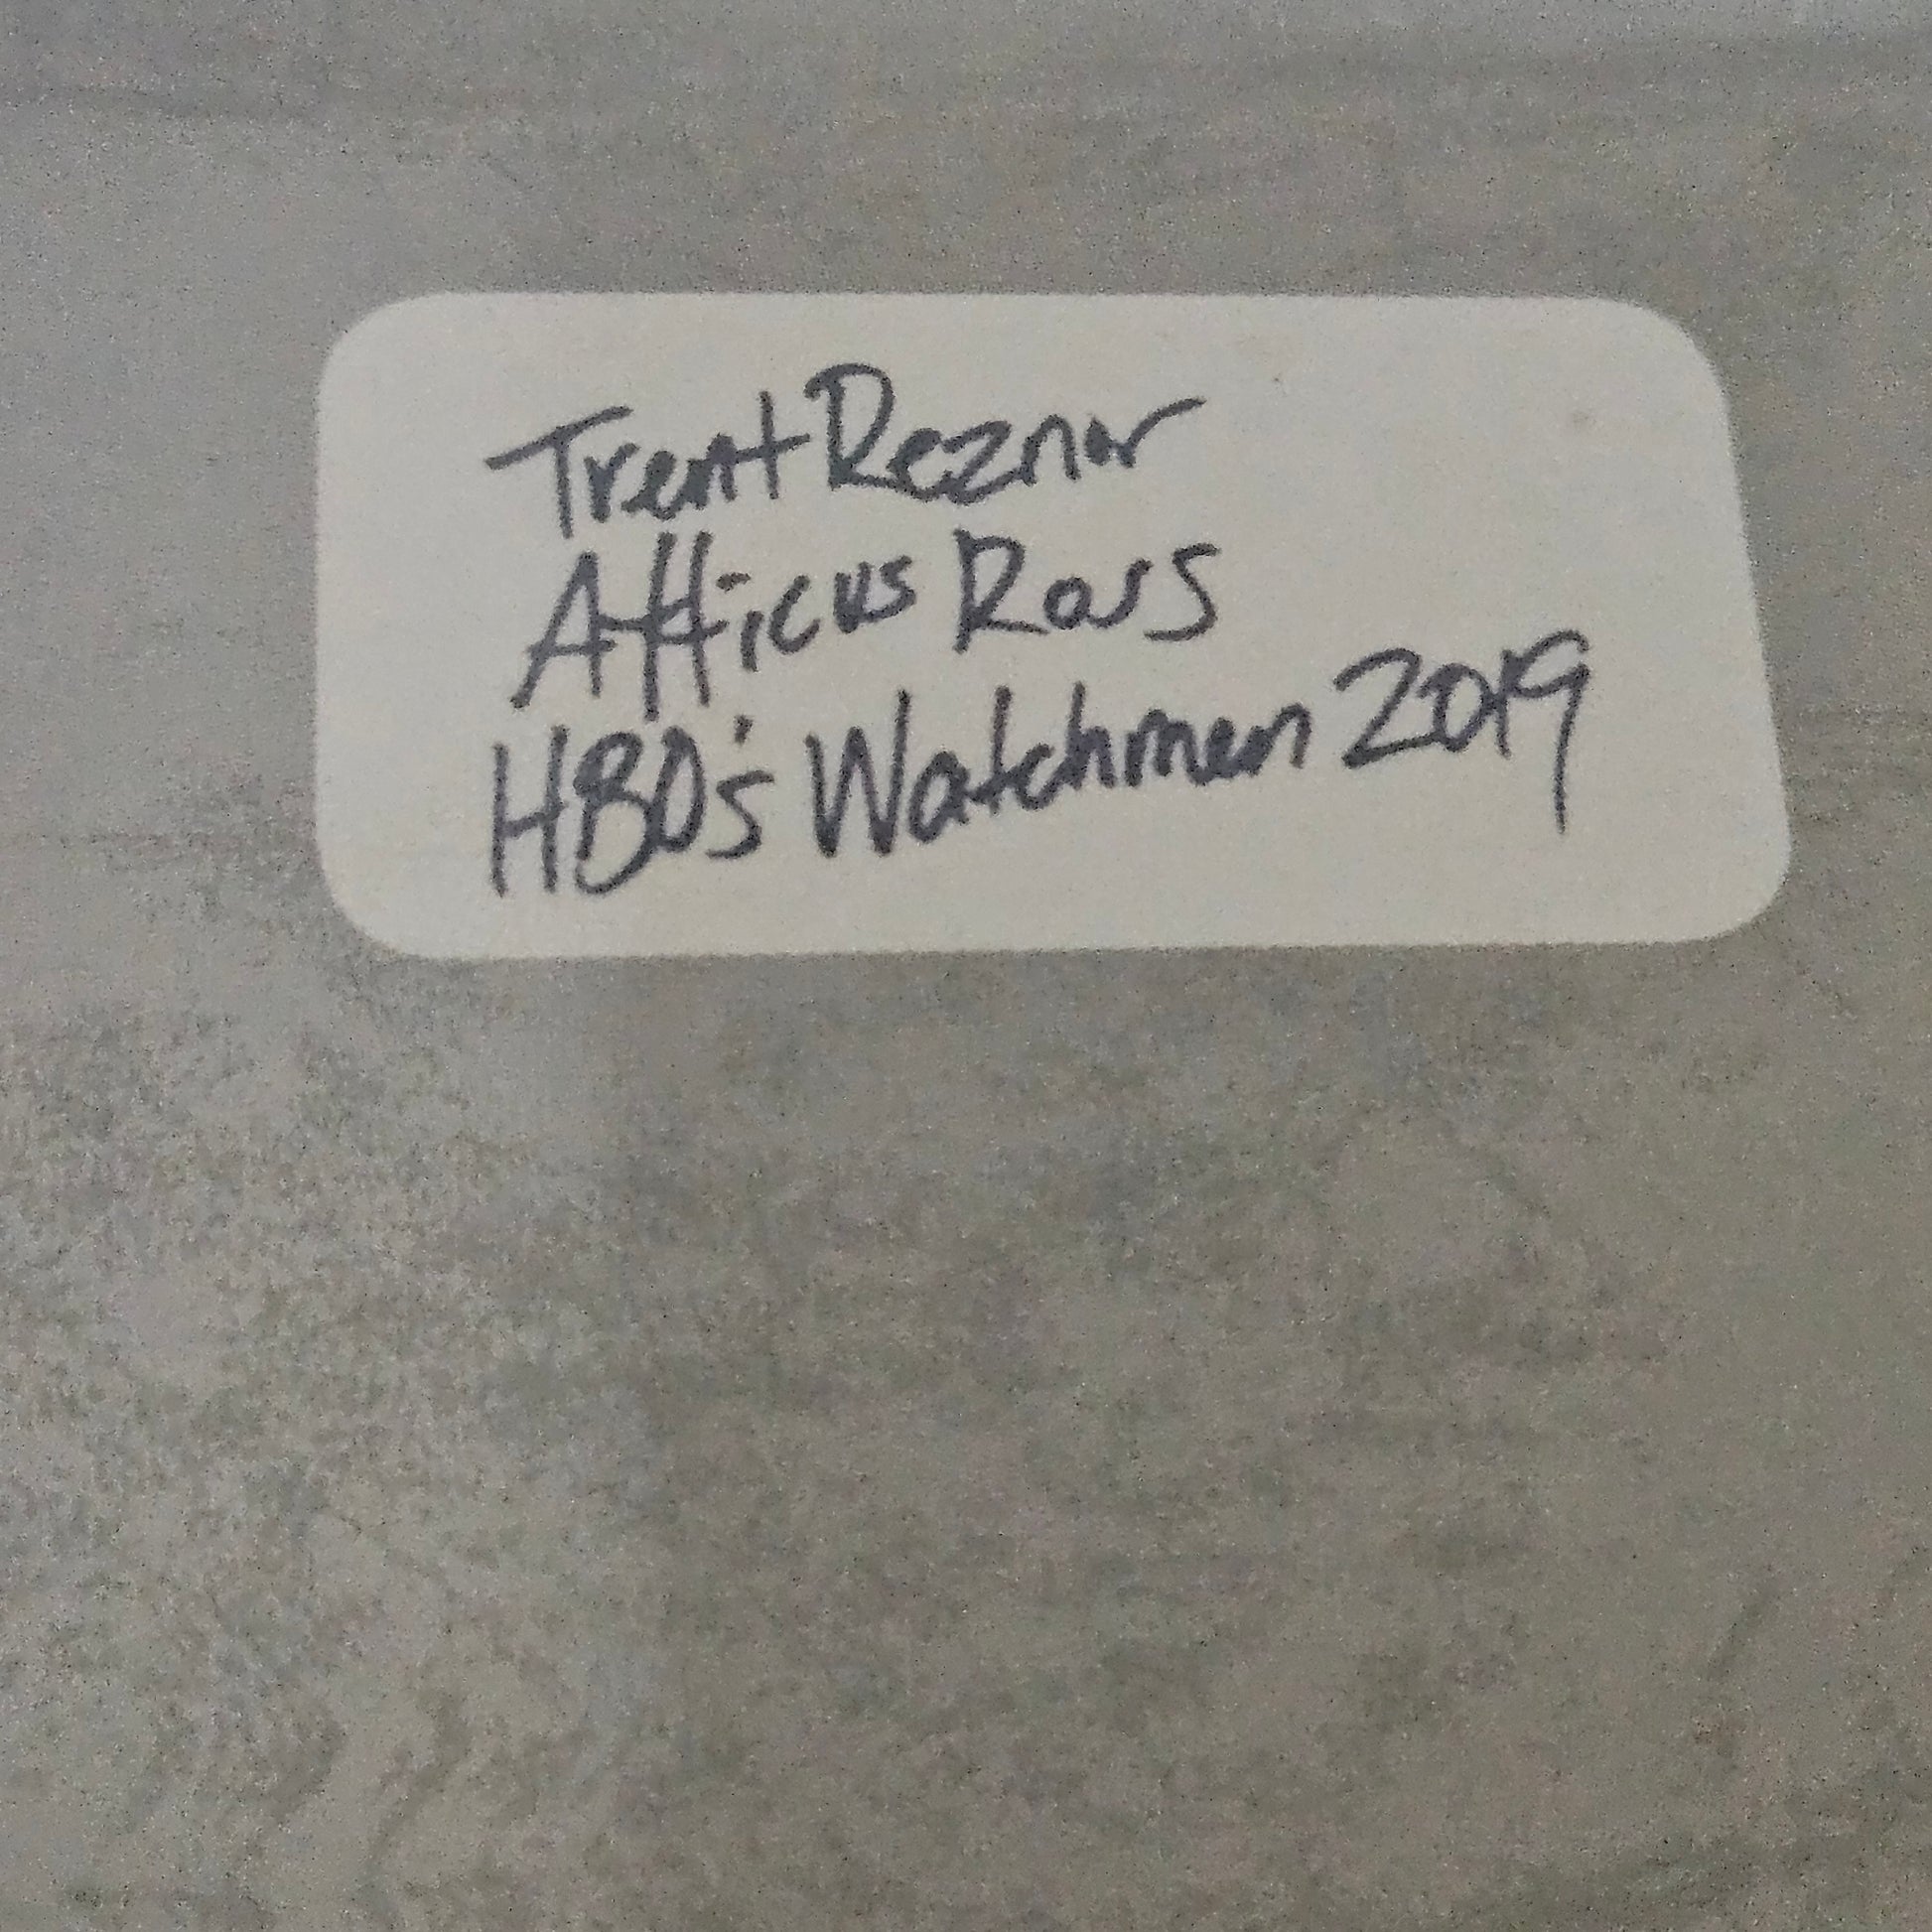 Trent Reznor
Atticus Ross
HBO's Watchmen 2019